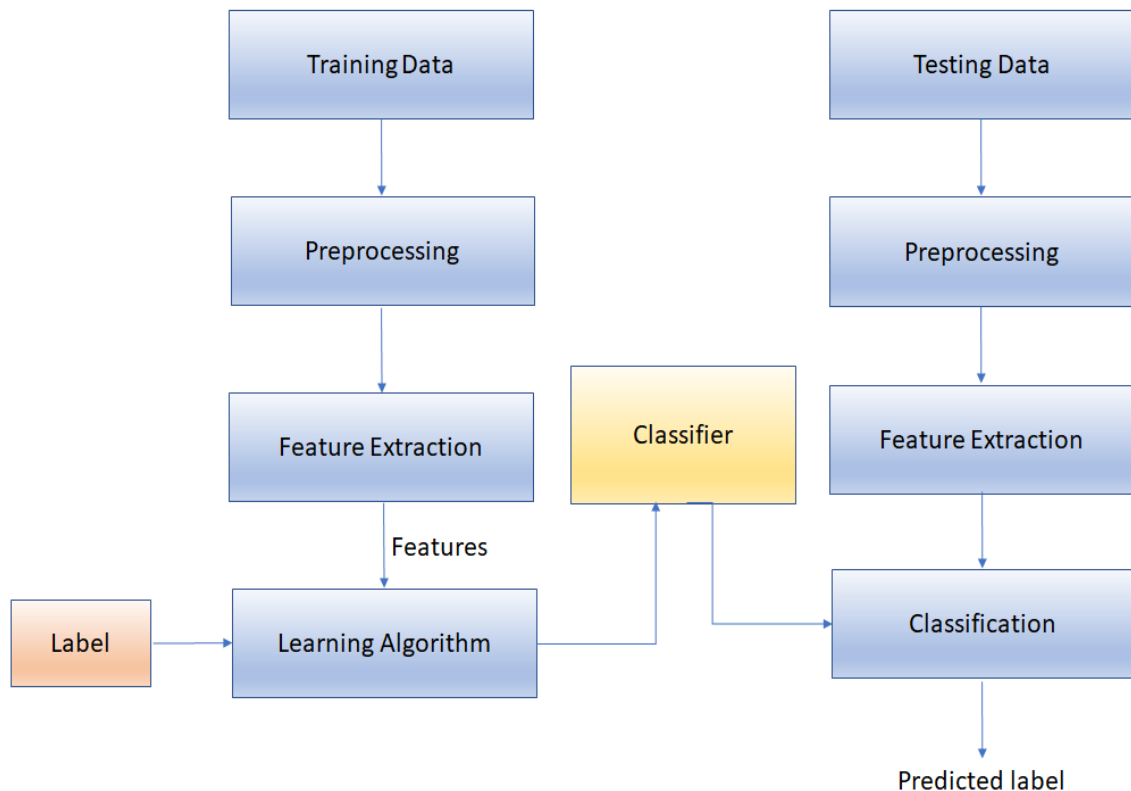 Training Data
Testing Data
Preprocessing
Preprocessing
Classifier
Feature Extraction
Feature Extraction
Features
Label
Learning Algorithm
Classification
Predicted label